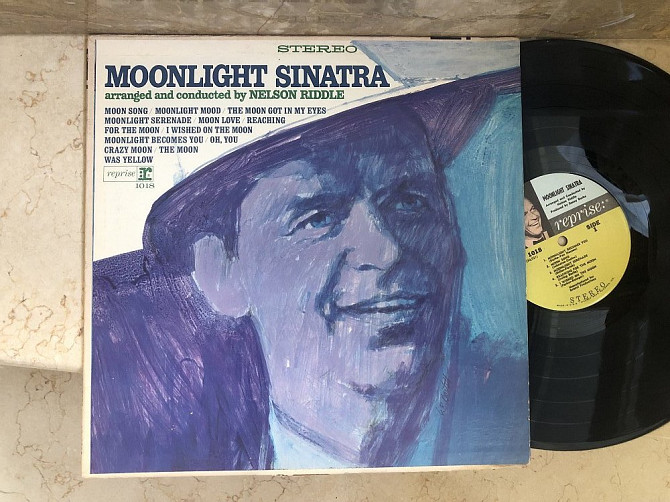 STEREO
MOONLIGHT SINATRA
arranged and conducted by NELSON RIDDLE
MOON SONG / MOONLIGHT MOOD / THE MOON GOT IN MY EYES
MOONLIGHT SERENADE / MOON LOVE / REACHING
FOR THE MOON / I WISHED ON THE MOON
MOONLIGHT BECOMES YOU / OH, YOU
CRAZY MOON / THE MOON
WAS YELLOW
reprise
1018
MOONLIGHT SINATRA
reprise:
SIDE
1018
STEREO